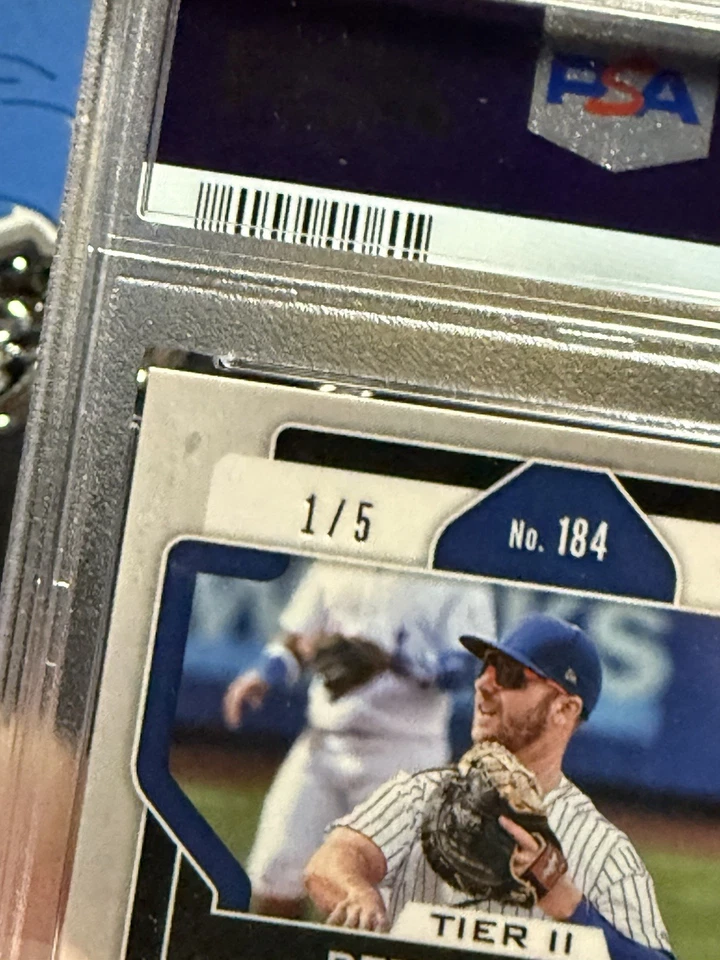 PSA
1/5
No. 184
TIER II